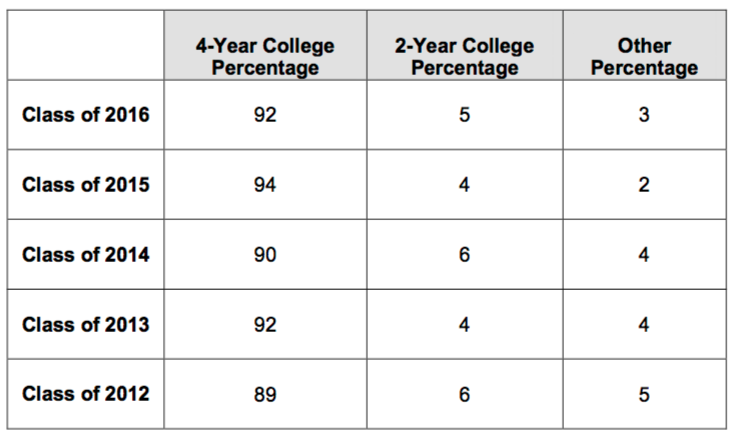 4-Year College Percentage 2-Year College Percentage Other Percentage
Class of 2016 92 5 3
Class of 2015 94 4 2
Class of 2014 90 6 4
Class of 2013 92 4 4
Class of 2012 89 6 5